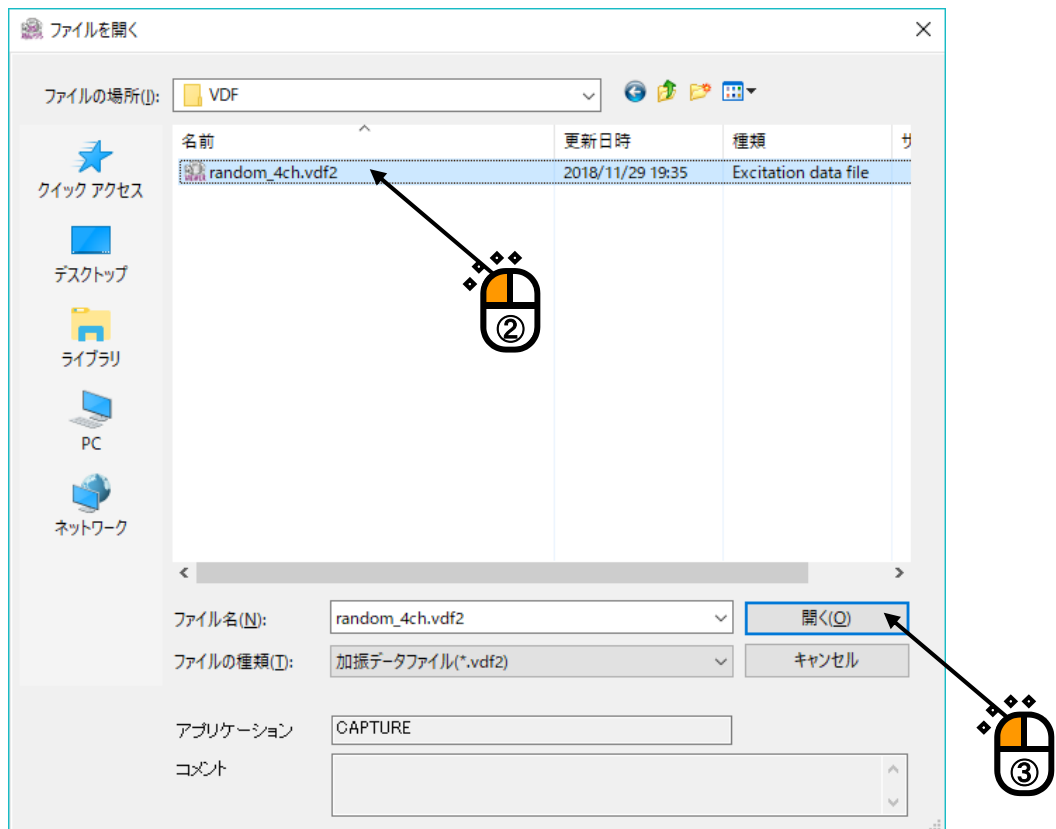 ファイルを開く
ファイルの場所(I):
VDF
名前
更新日時
種類
サ
random_4ch.vdf2
2018/11/29 19:35
Excitation data file
クイック アクセス
デスクトップ
ライブラリ
PC
ネットワーク
②
ファイル名(N):
random_4ch.vdf2
開く(O)
ファイルの種類(T):
加振データファイル(*.vdf2)
キャンセル
アプリケーション
CAPTURE
コメント
③